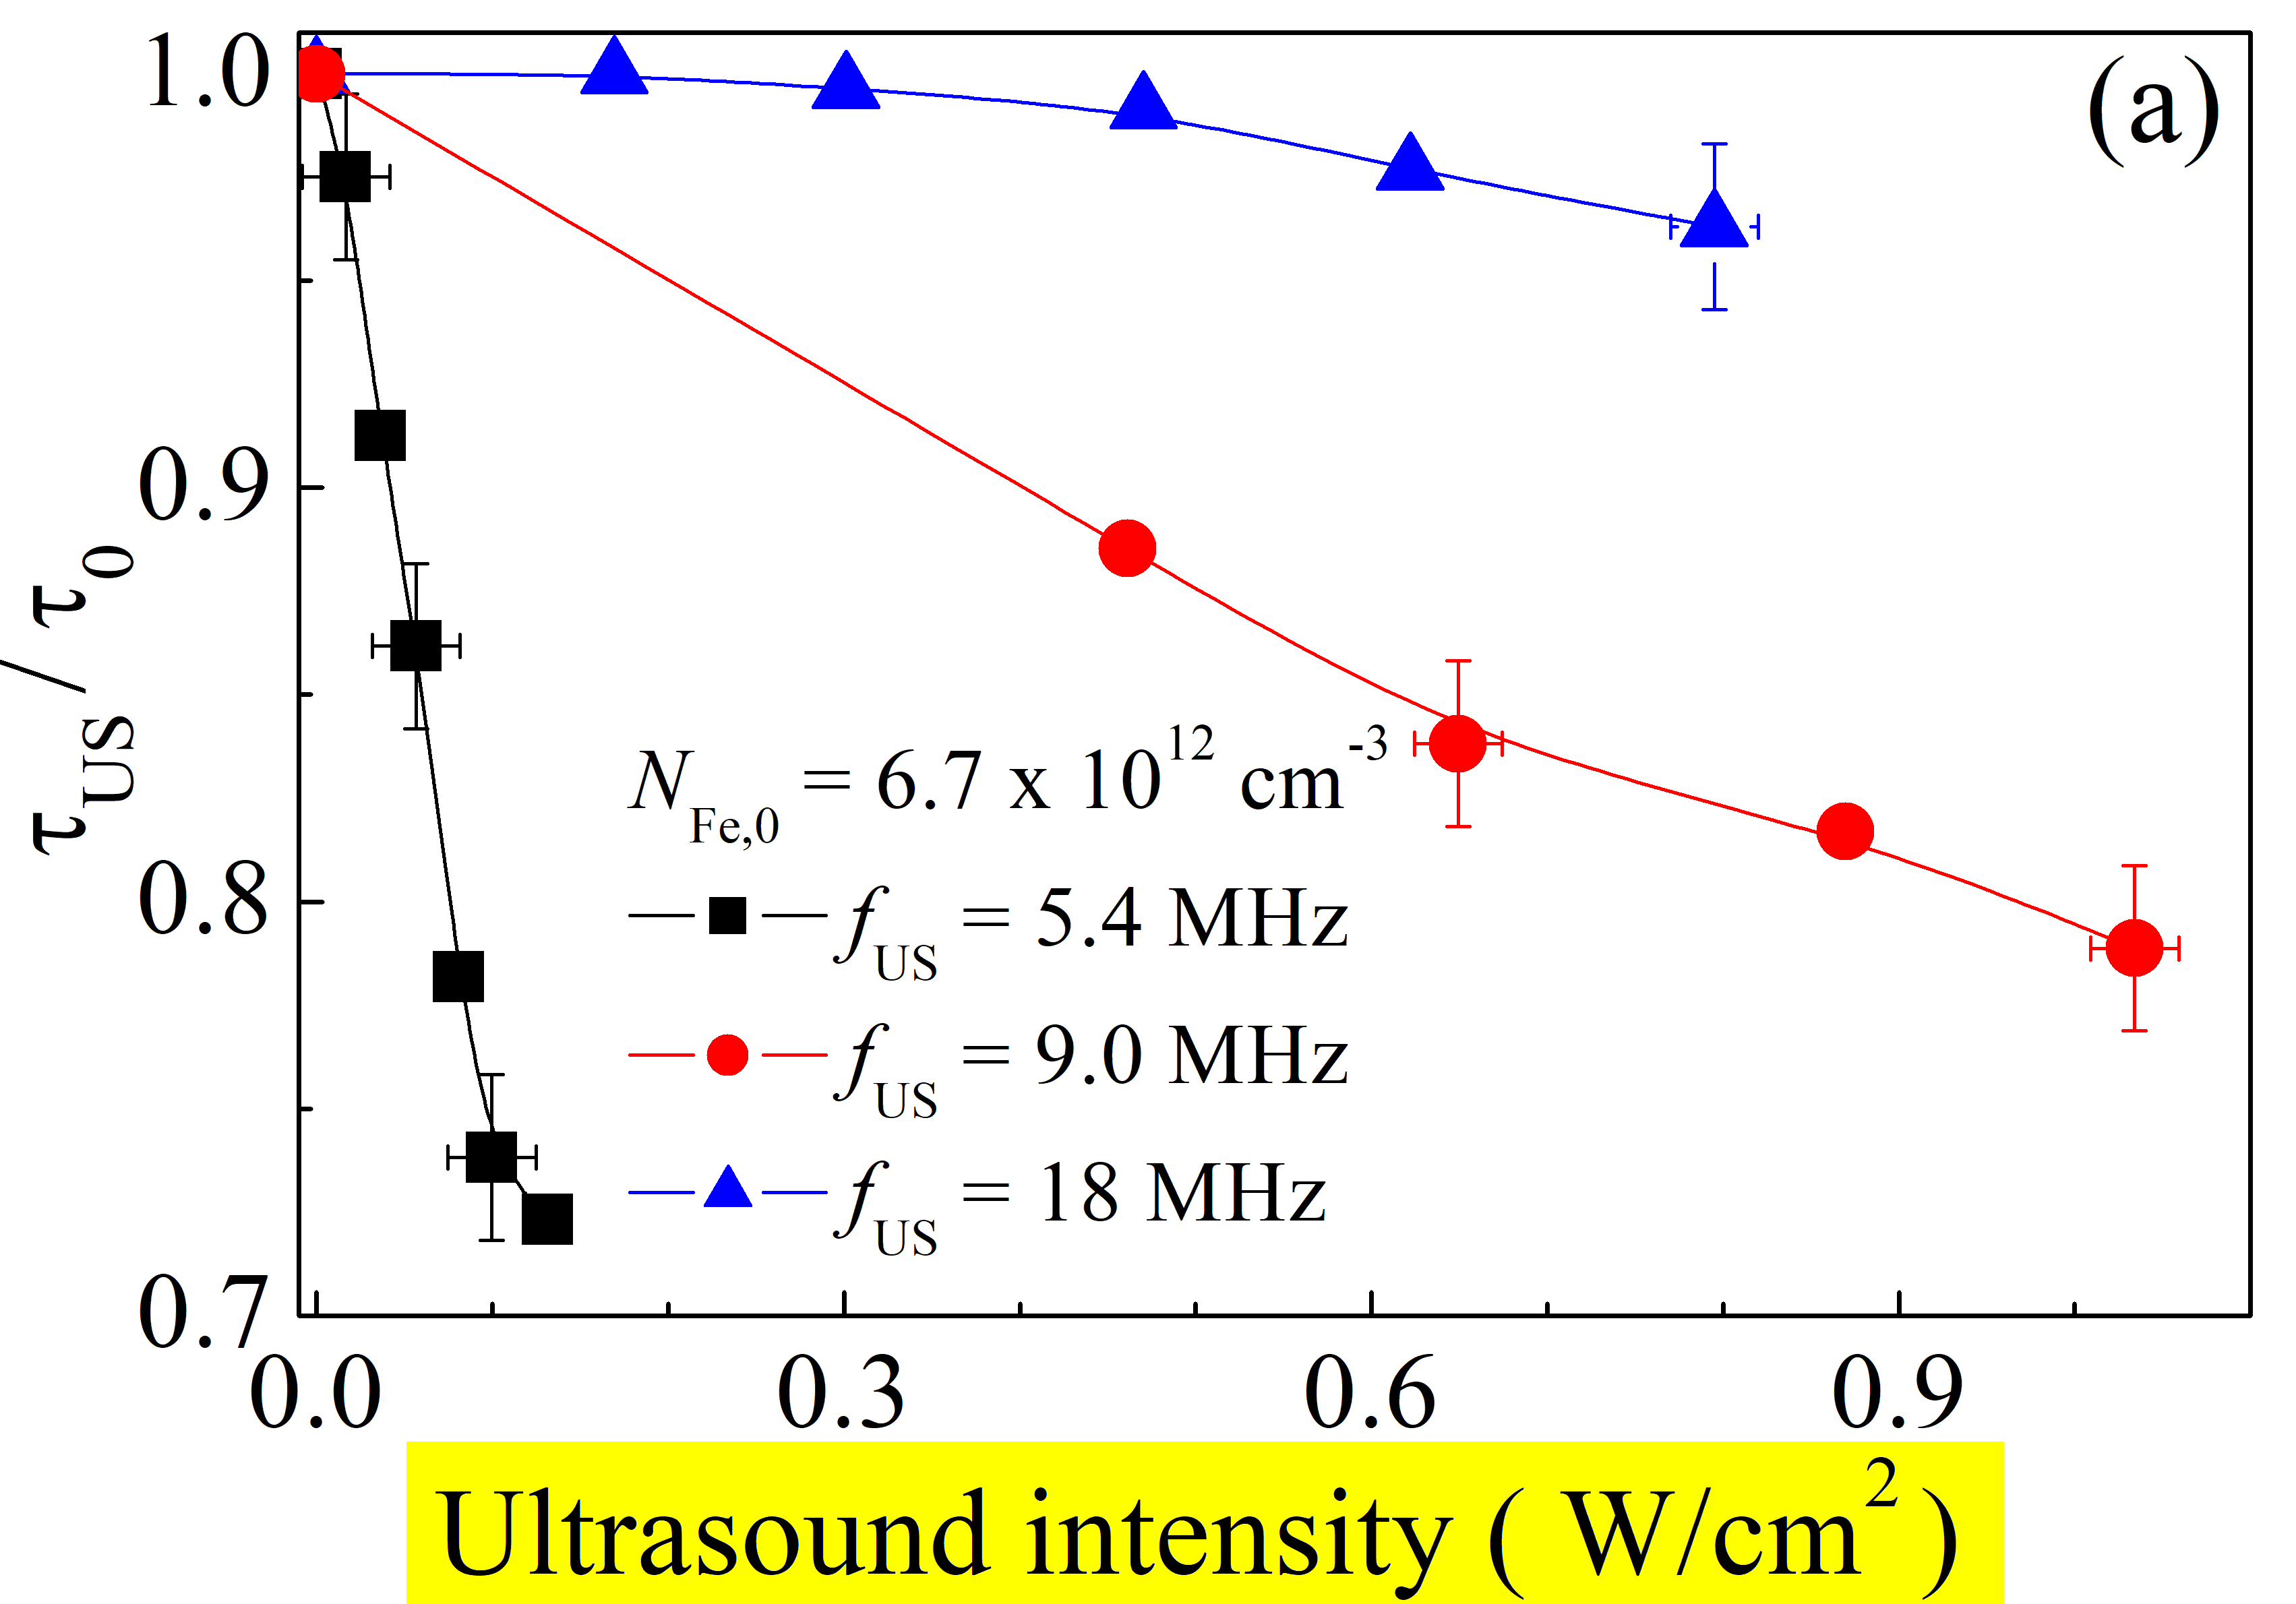 (a)
1.0
0.9
0.8
0.7
τUS / τ0
NFe,0 = 6.7 x 10^12 cm^-3
fUS = 5.4 MHz
fUS = 9.0 MHz
fUS = 18 MHz
0.0 0.3 0.6 0.9
Ultrasound intensity ( W/cm^2 )